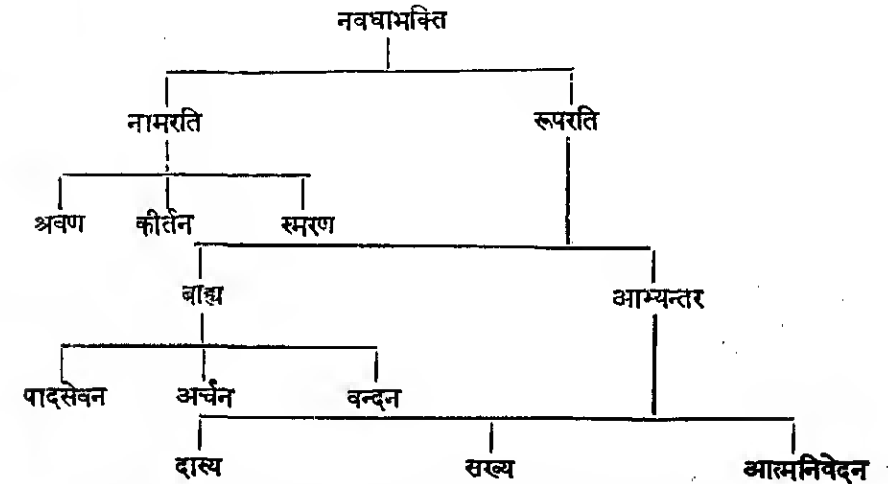 नवधाभक्ति
नामरति रूपरति
श्रवण कीर्तन स्मरण
बाह्य आभ्यन्तर
पादसेवन अर्चन वन्दन
दास्य सख्य आत्मनिवेदन